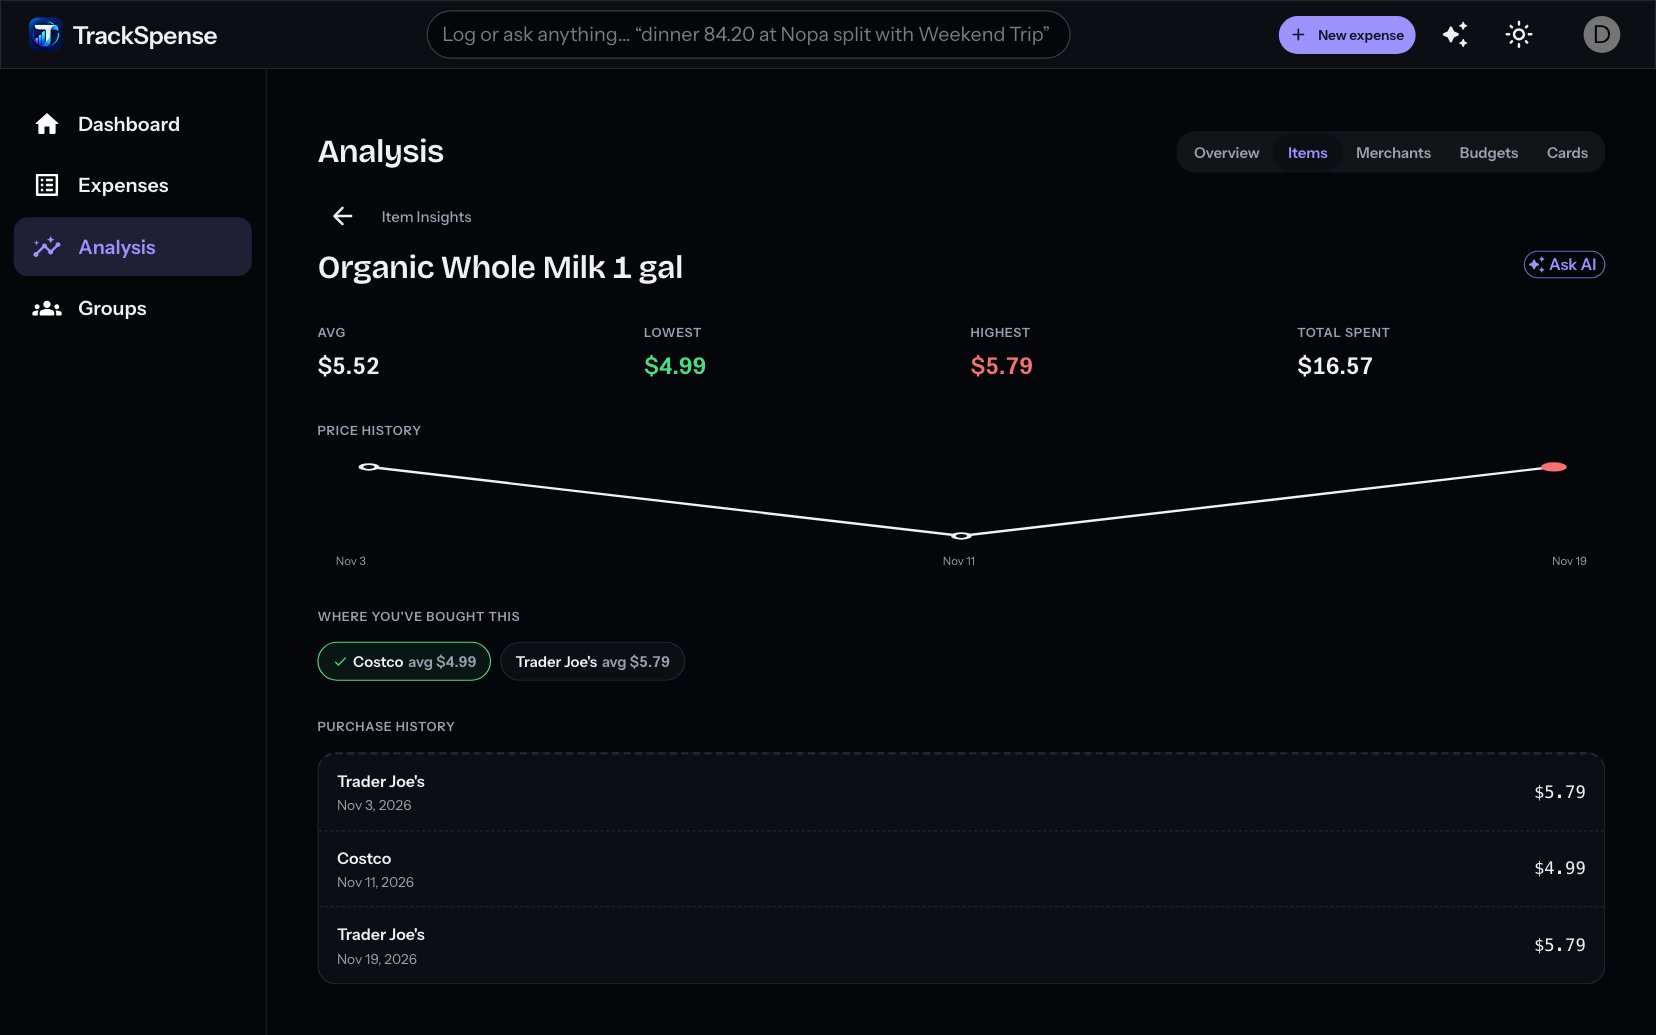 TrackSpense
Log or ask anything... “dinner 84.20 at Nopa split with Weekend Trip”
+ New expense
D
Dashboard
Expenses
Analysis
Groups
Analysis
Overview Items Merchants Budgets Cards
Item Insights
Organic Whole Milk 1 gal
Ask AI
AVG LOWEST HIGHEST TOTAL SPENT
$5.52 $4.99 $5.79 $16.57
PRICE HISTORY
Nov 3 Nov 11 Nov 19
WHERE YOU'VE BOUGHT THIS
Costco avg $4.99 Trader Joe's avg $5.79
PURCHASE HISTORY
Trader Joe's
Nov 3, 2026
$5.79
Costco
Nov 11, 2026
$4.99
Trader Joe's
Nov 19, 2026
$5.79